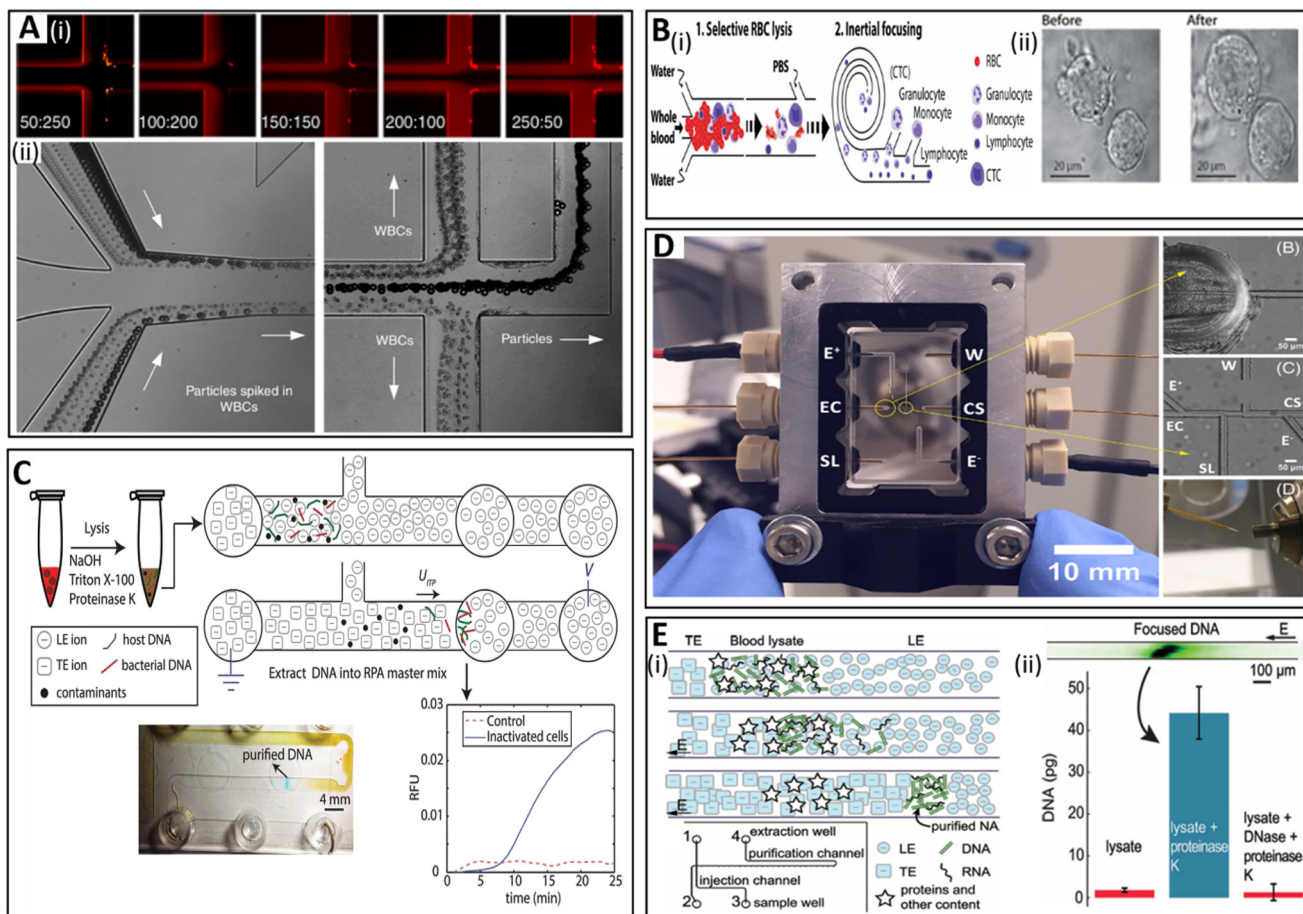 A (i)
50:250
100:200
150:150
200:100
250:50
ii
Particles spiked in
WBCs
WBCs
WBCs
Particles
B (i)
1. Selective RBC lysis
2. Inertial focusing
Water
Whole
blood
Water
PBS
(CTC)
Granulocyte
Monocyte
Lymphocyte
RBC
Granulocyte
Monocyte
Lymphocyte
CTC
(ii)
Before
After
20 µm
20 µm
C
Lysis
NaOH
Triton X-100
Proteinase K
U_ITP
V
LE ion
host DNA
TE ion
bacterial DNA
contaminants
Extract DNA into RPA master mix
purified DNA
4 mm
0.03
0.02
0.01
0
RFU
Control
Inactivated cells
5 10 15 20 25
time (min)
D
E+
W
EC
CS
SL
E-
10 mm
(B)
50 µm
(C)
W
E+
CS
EC
E-
SL
50 µm
(D)
E
(i)
TE
Blood lysate
LE
E
E
purified NA
1
4
extraction well
purification channel
injection channel
2
3
sample well
LE
DNA
TE
RNA
proteins and
other content
(ii)
Focused DNA
E
100 µm
50
40
30
20
10
0
DNA (pg)
lysate
lysate +
proteinase
K
lysate +
DNase +
proteinase
K